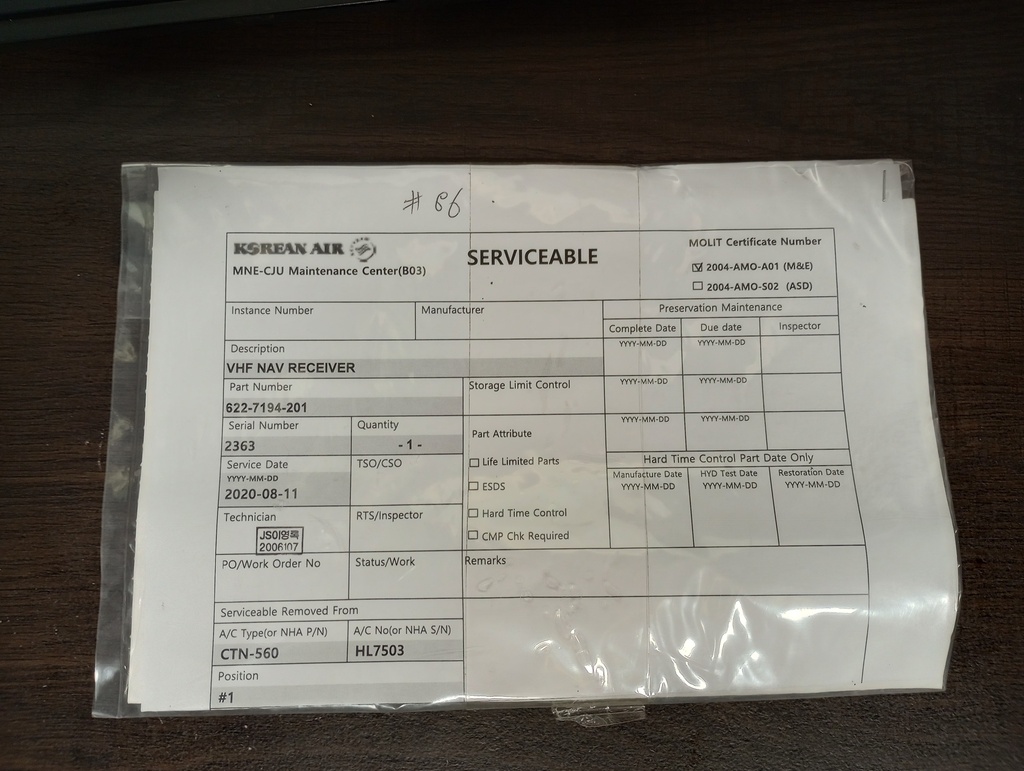 # 86
KOREAN AIR
MNE-CJU Maintenance Center(B03)
SERVICEABLE
MOLIT Certificate Number
☑ 2004-AMO-A01 (M&E)
☐ 2004-AMO-S02 (ASD)
Instance Number
Manufacturer
Preservation Maintenance
Complete Date
Due date
Inspector
YYYY-MM-DD
YYYY-MM-DD
Description
VHF NAV RECEIVER
Part Number
622-7194-201
Storage Limit Control
YYYY-MM-DD
YYYY-MM-DD
Serial Number
2363
Quantity
- 1 -
YYYY-MM-DD
YYYY-MM-DD
Part Attribute
☐ Life Limited Parts
☐ ESDS
☐ Hard Time Control
☐ CMP Chk Required
Hard Time Control Part Date Only
Manufacture Date
YYYY-MM-DD
HYD Test Date
YYYY-MM-DD
Restoration Date
YYYY-MM-DD
Service Date
YYYY-MM-DD
2020-08-11
TSO/CSO
Technician
JS이영록
2006107
RTS/Inspector
PO/Work Order No
Status/Work
Remarks
Serviceable Removed From
A/C Type(or NHA P/N)
CTN-560
A/C No(or NHA S/N)
HL7503
Position
#1